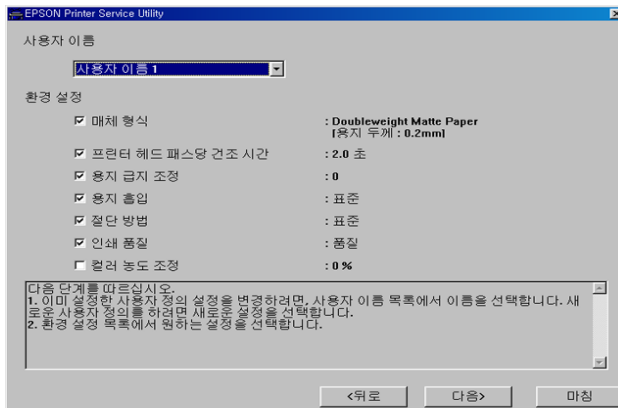 EPSON Printer Service Utility
사용자 이름
사용자 이름 1
환경 설정
매체 형식 : Doubleweight Matte Paper
[용지 두께 : 0.2mm]
프린터 헤드 패스당 건조 시간 : 2.0 초
용지 급지 조정 : 0
용지 흡입 : 표준
절단 방법 : 표준
인쇄 품질 : 품질
컬러 농도 조정 : 0 %
다음 단계를 따르십시오.
1. 이미 설정한 사용자 정의 설정을 변경하려면, 사용자 이름 목록에서 이름을 선택합니다. 새
로운 사용자 정의를 하려면 새로운 설정을 선택합니다.
2. 환경 설정 목록에서 원하는 설정을 선택합니다.
<뒤로 다음> 마침